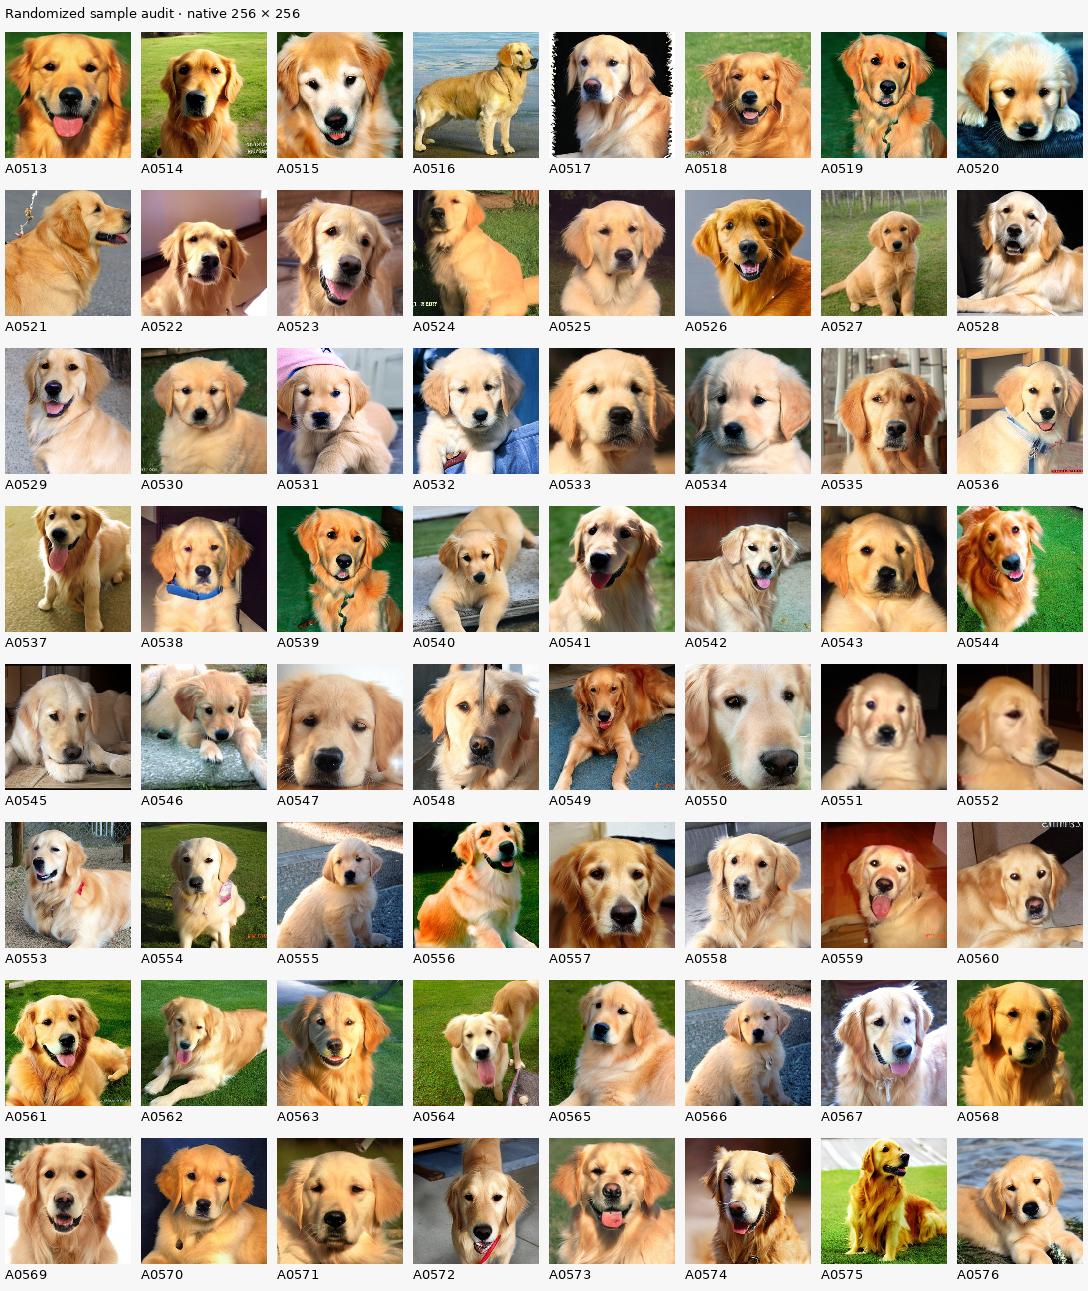 Randomized sample audit · native 256 × 256
A0513 A0514 A0515 A0516 A0517 A0518 A0519 A0520
A0521 A0522 A0523 A0524 A0525 A0526 A0527 A0528
A0529 A0530 A0531 A0532 A0533 A0534 A0535 A0536
A0537 A0538 A0539 A0540 A0541 A0542 A0543 A0544
A0545 A0546 A0547 A0548 A0549 A0550 A0551 A0552
A0553 A0554 A0555 A0556 A0557 A0558 A0559 A0560
A0561 A0562 A0563 A0564 A0565 A0566 A0567 A0568
A0569 A0570 A0571 A0572 A0573 A0574 A0575 A0576